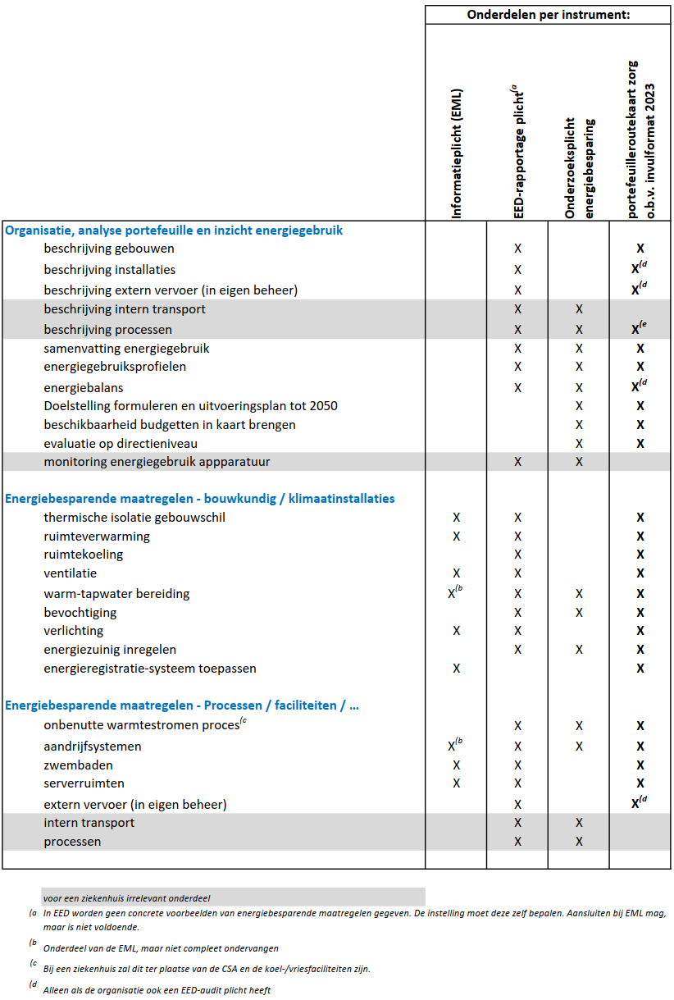 Onderdelen per instrument:
Informatieplicht (EML)
EED-rapportage plicht(a
Onderzoeksplicht
energiebesparing
portefeuilleroutekaart zorg
o.b.v. invulformat 2023
Organisatie, analyse portefeuille en inzicht energiegebruik
beschrijving gebouwen X X
beschrijving installaties X X(d
beschrijving extern vervoer (in eigen beheer) X X(d
beschrijving intern transport X X
beschrijving processen X X X(e
samenvatting energiegebruik X X X
energiegebruiksprofielen X X X
energiebalans X X X(d
Doelstelling formuleren en uitvoeringsplan tot 2050 X X
beschikbaarheid budgetten in kaart brengen X X
evaluatie op directieniveau X X
monitoring energiegebruik appparatuur X X
Energiebesparende maatregelen - bouwkundig / klimaatinstallaties
thermische isolatie gebouwschil X X X
ruimteverwarming X X X
ruimtekoeling X X
ventilatie X X X
warm-tapwater bereiding X(b X X X
bevochtiging X X X
verlichting X X X
energiezuinig inregelen X X X
energieregistratie-systeem toepassen X X
Energiebesparende maatregelen - Processen / faciliteiten / ...
onbenutte warmtestromen proces(c X X X
aandrijfsystemen X(b X X X
zwembaden X X X
serverruimten X X X
extern vervoer (in eigen beheer) X X(d
intern transport X X
processen X X
voor een ziekenhuis irrelevant onderdeel
(a In EED worden geen concrete voorbeelden van energiebesparende maatregelen gegeven. De instelling moet deze zelf bepalen. Aansluiten bij EML mag,
maar is niet voldoende.
(b Onderdeel van de EML, maar niet compleet ondervangen
(c Bij een ziekenhuis zal dit ter plaatse van de CSA en de koel-/vriesfaciliteiten zijn.
(d Alleen als de organisatie ook een EED-audit plicht heeft